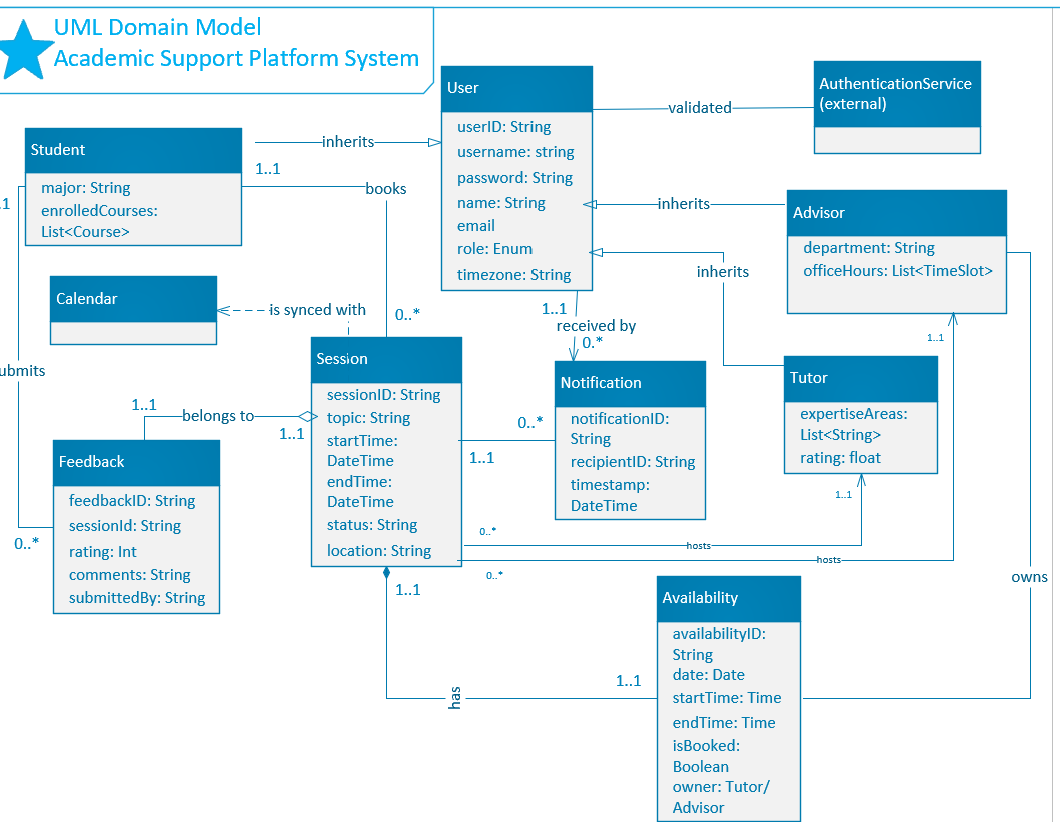 UML Domain Model
Academic Support Platform System
User
userID: String
username: string
password: String
name: String
email
role: Enum
timezone: String
validated
AuthenticationService
(external)
Student
major: String
enrolledCourses:
List<Course>
inherits
1..1
books
0..*
inherits
Advisor
department: String
officeHours: List<TimeSlot>
inherits
Calendar
is synced with
1..1
received by
0.*
.1
ubmits
0..*
Session
sessionID: String
topic: String
startTime:
DateTime
endTime:
DateTime
status: String
location: String
Notification
notificationID:
String
recipientID: String
timestamp:
DateTime
0..*
1..1
Tutor
expertiseAreas:
List<String>
rating: float
1..1
1..1
1..1
belongs to
1..1
Feedback
feedbackID: String
sessionId: String
rating: Int
comments: String
submittedBy: String
0..*
hosts
0..*
hosts
1..1
has
1..1
owns
Availability
availabilityID:
String
date: Date
startTime: Time
endTime: Time
isBooked:
Boolean
owner: Tutor/
Advisor